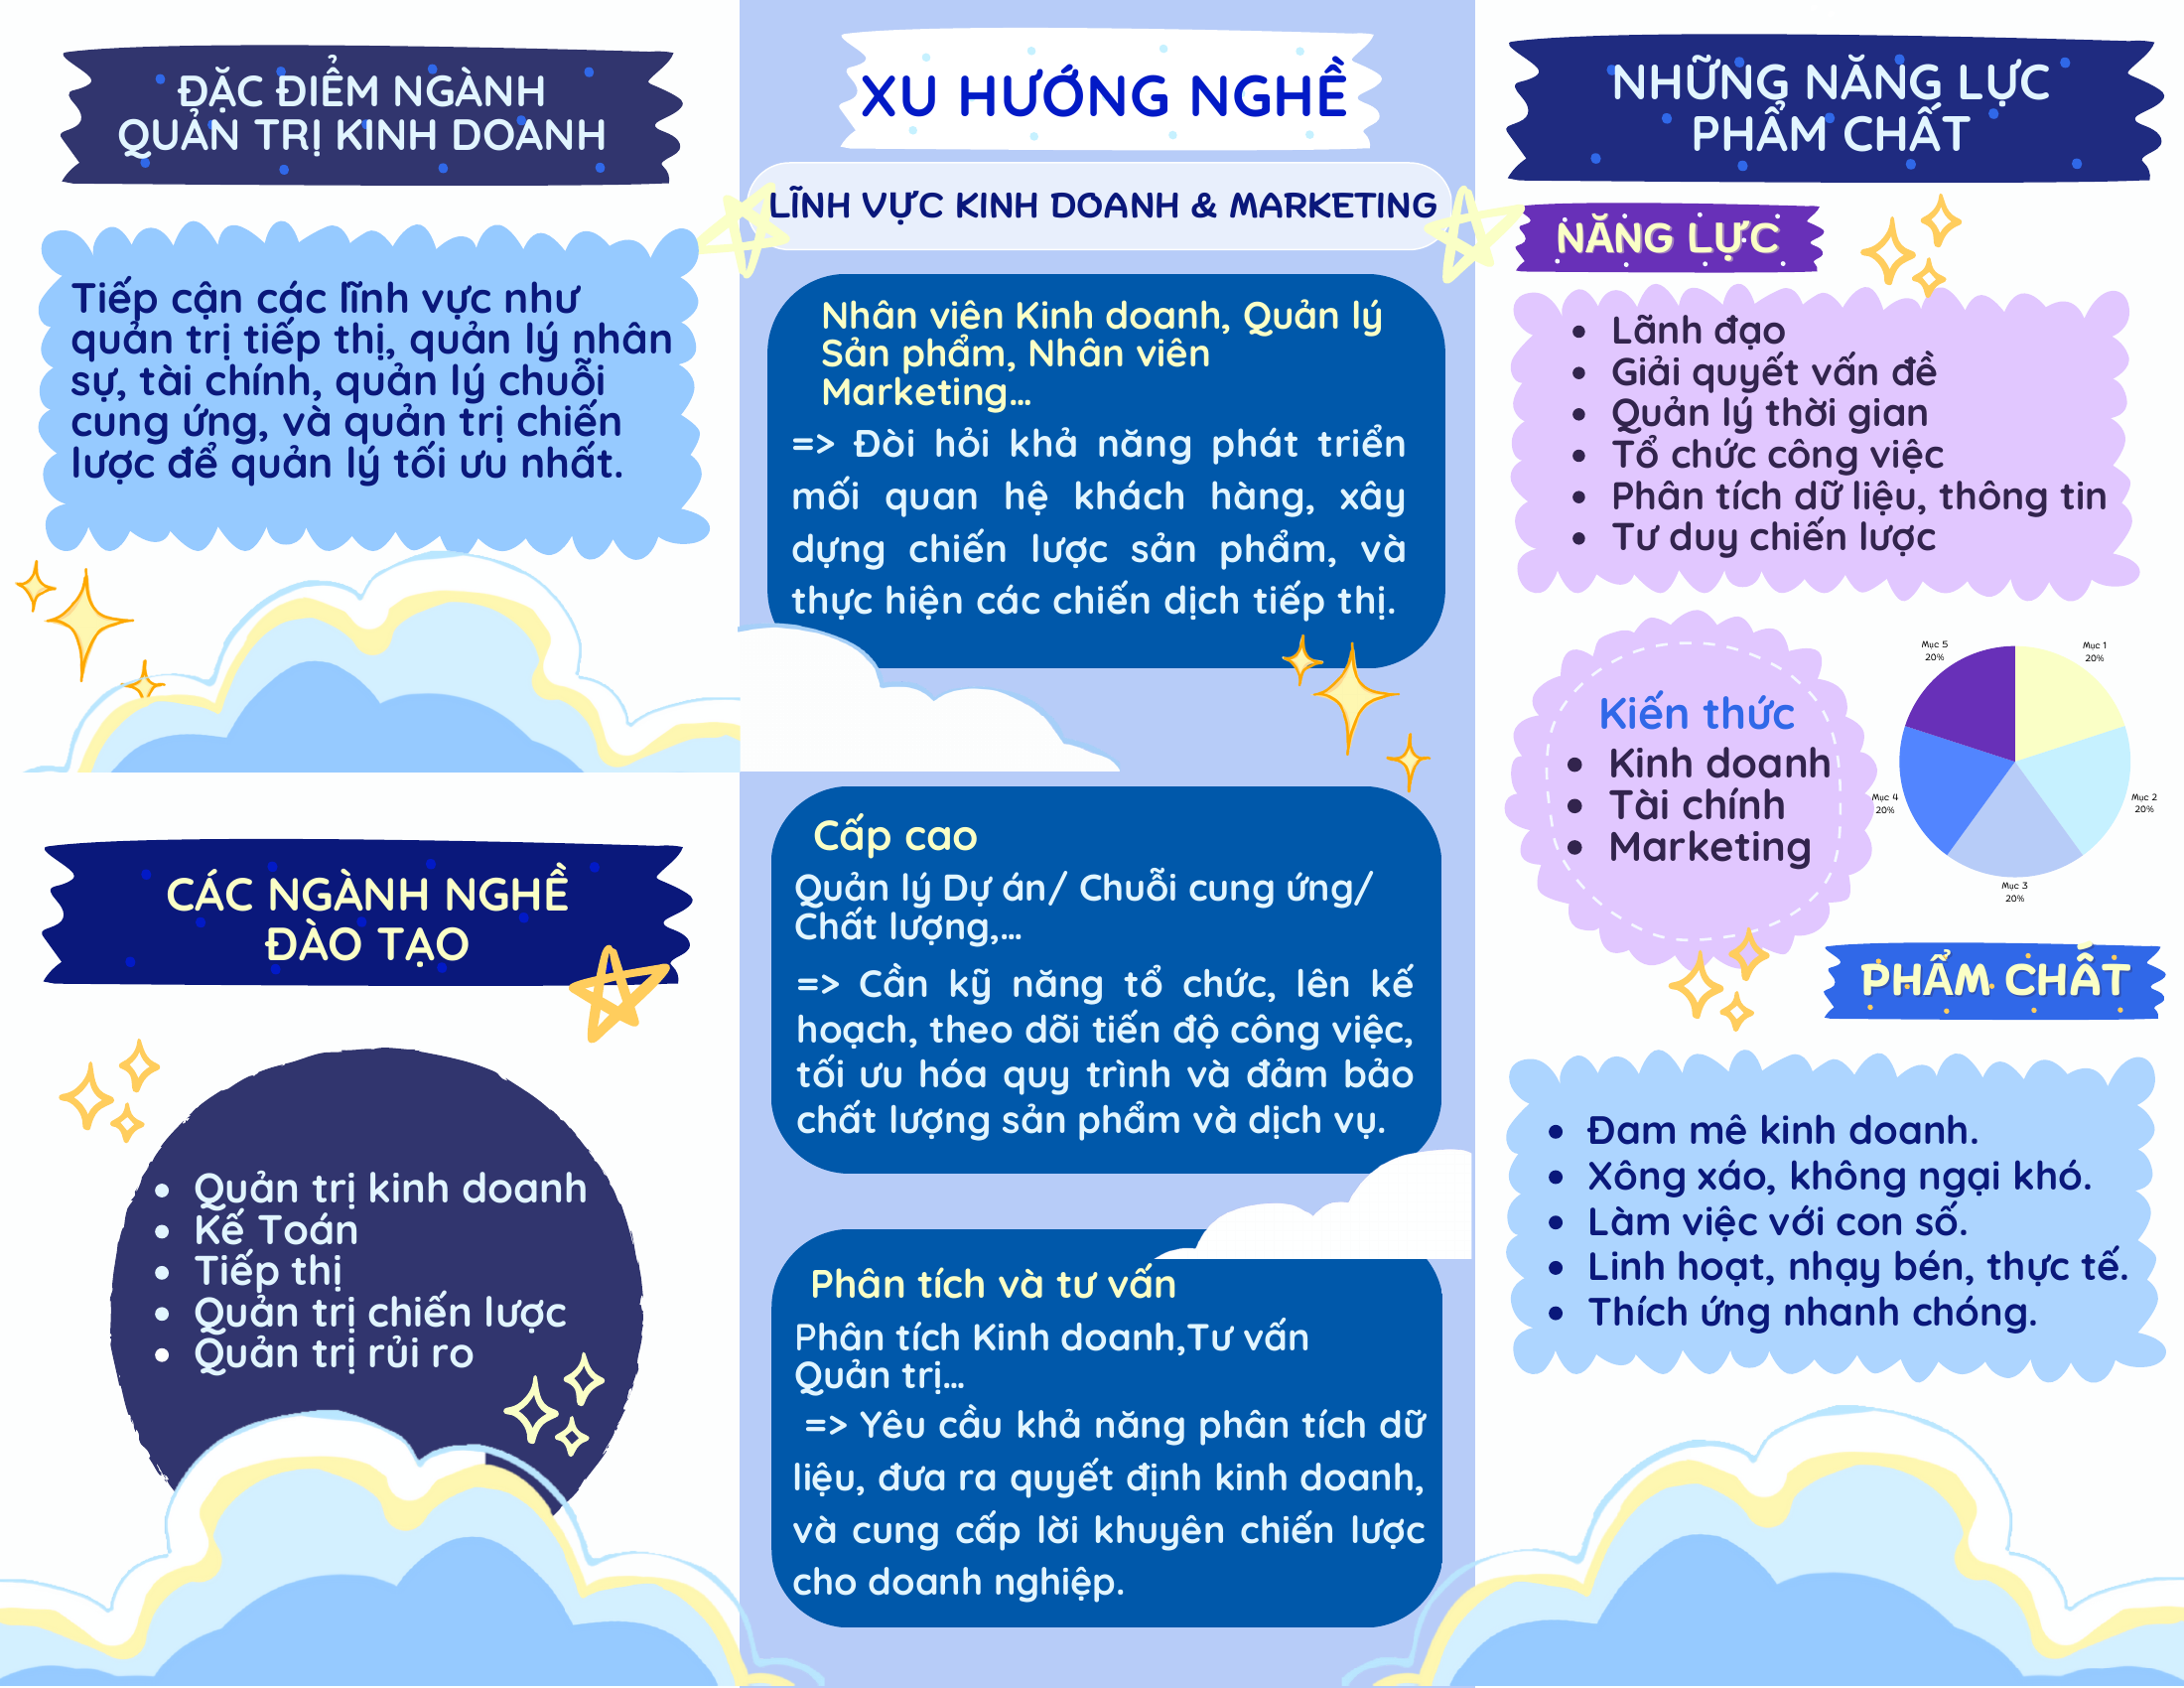 ĐẶC ĐIỂM NGÀNH
QUẢN TRỊ KINH DOANH
Tiếp cận các lĩnh vực như
quản trị tiếp thị, quản lý nhân
sự, tài chính, quản lý chuỗi
cung ứng, và quản trị chiến
lược để quản lý tối ưu nhất.
CÁC NGÀNH NGHỀ
ĐÀO TẠO
• Quản trị kinh doanh
• Kế Toán
• Tiếp thị
• Quản trị chiến lược
• Quản trị rủi ro
XU HƯỚNG NGHỀ
LĨNH VỰC KINH DOANH & MARKETING
Nhân viên Kinh doanh, Quản lý
Sản phẩm, Nhân viên
Marketing...
=> Đòi hỏi khả năng phát triển
mối quan hệ khách hàng, xây
dựng chiến lược sản phẩm, và
thực hiện các chiến dịch tiếp thị.
Cấp cao
Quản lý Dự án/ Chuỗi cung ứng/
Chất lượng,...
=> Cần kỹ năng tổ chức, lên kế
hoạch, theo dõi tiến độ công việc,
tối ưu hóa quy trình và đảm bảo
chất lượng sản phẩm và dịch vụ.
Phân tích và tư vấn
Phân tích Kinh doanh,Tư vấn
Quản trị...
=> Yêu cầu khả năng phân tích dữ
liệu, đưa ra quyết định kinh doanh,
và cung cấp lời khuyên chiến lược
cho doanh nghiệp.
NHỮNG NĂNG LỰC
PHẨM CHẤT
NĂNG LỰC
• Lãnh đạo
• Giải quyết vấn đề
• Quản lý thời gian
• Tổ chức công việc
• Phân tích dữ liệu, thông tin
• Tư duy chiến lược
Kiến thức
• Kinh doanh
• Tài chính
• Marketing
Mục 5
20%
Mục 1
20%
Mục 4
20%
Mục 2
20%
Mục 3
20%
PHẨM CHẤT
• Đam mê kinh doanh.
• Xông xáo, không ngại khó.
• Làm việc với con số.
• Linh hoạt, nhạy bén, thực tế.
• Thích ứng nhanh chóng.